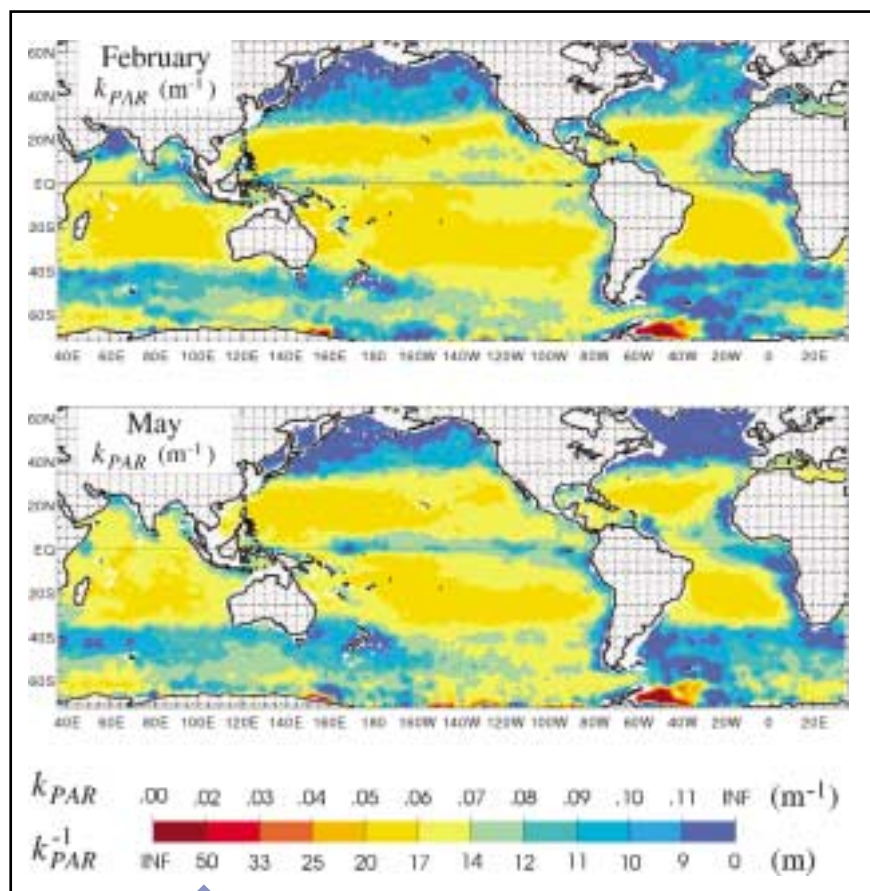 February
k_PAR (m⁻¹)
60N
40N
20N
EQ
20S
40S
60S
40E 60E 80E 100E 120E 140E 160E 180 160W 140W 120W 100W 80W 60W 40W 20W 0 20E
May
k_PAR (m⁻¹)
60N
40N
20N
EQ
20S
40S
60S
40E 60E 80E 100E 120E 140E 160E 180 160W 140W 120W 100W 80W 60W 40W 20W 0 20E
k_PAR .00 .02 .03 .04 .05 .06 .07 .08 .09 .10 .11 INF (m⁻¹)
k⁻¹_PAR INF 50 33 25 20 17 14 12 11 10 9 0 (m)